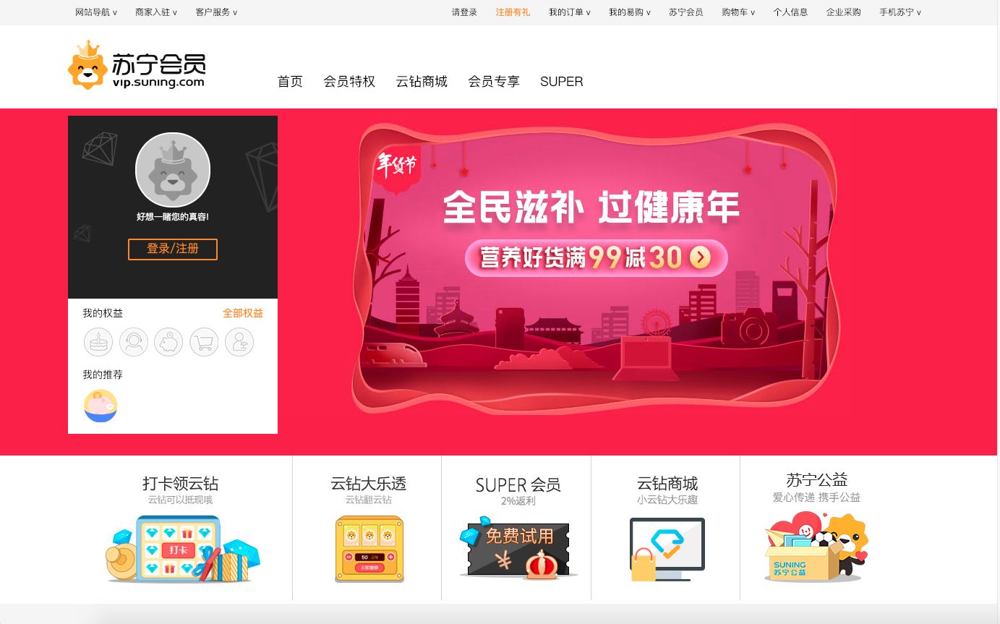 网站导航 ∨ 商家入驻 ∨ 客户服务 ∨ 请登录 注册有礼 我的订单 ∨ 我的易购 ∨ 苏宁会员 购物车 ∨ 个人信息 企业采购 手机苏宁 ∨
苏宁会员
vip.suning.com
首页 会员特权 云钻商城 会员专享 SUPER
好想一睹您的真容!
登录/注册
我的权益 全部权益
我的推荐
年货节
全民滋补 过健康年
营养好货满99减30
打卡领云钻
云钻可以抵现哦
打卡
云钻大乐透
云钻翻云钻
50
SUPER 会员
2%返利
免费试用
云钻商城
小云钻大乐趣
苏宁公益
爱心传递 携手公益
SUNING
苏宁公益